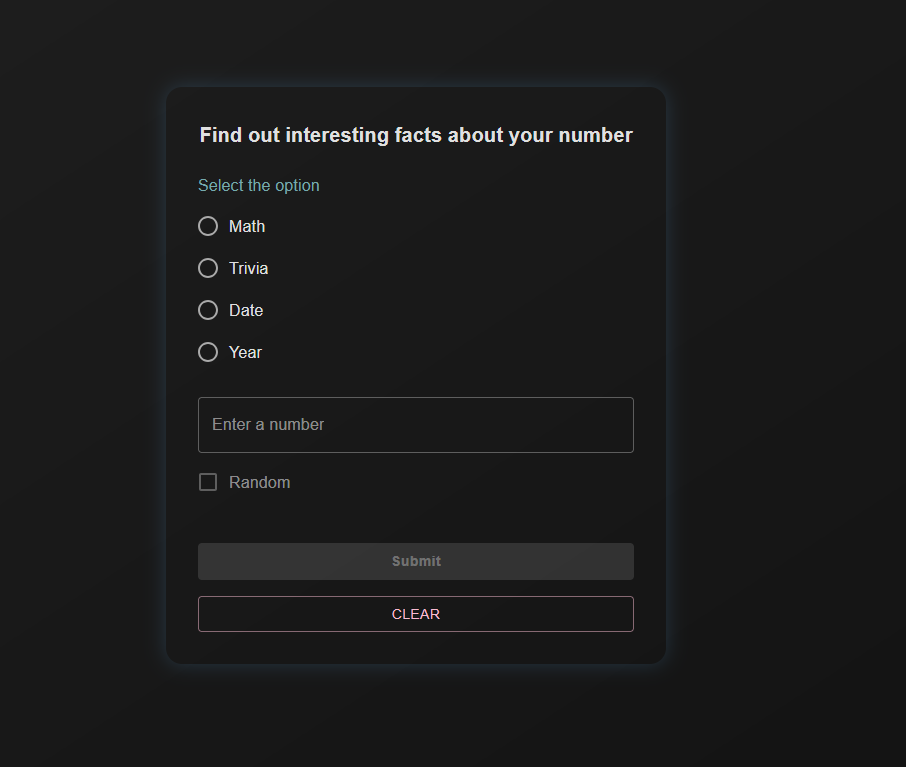 Find out interesting facts about your number
Select the option
Math
Trivia
Date
Year
Enter a number
Random
Submit
CLEAR